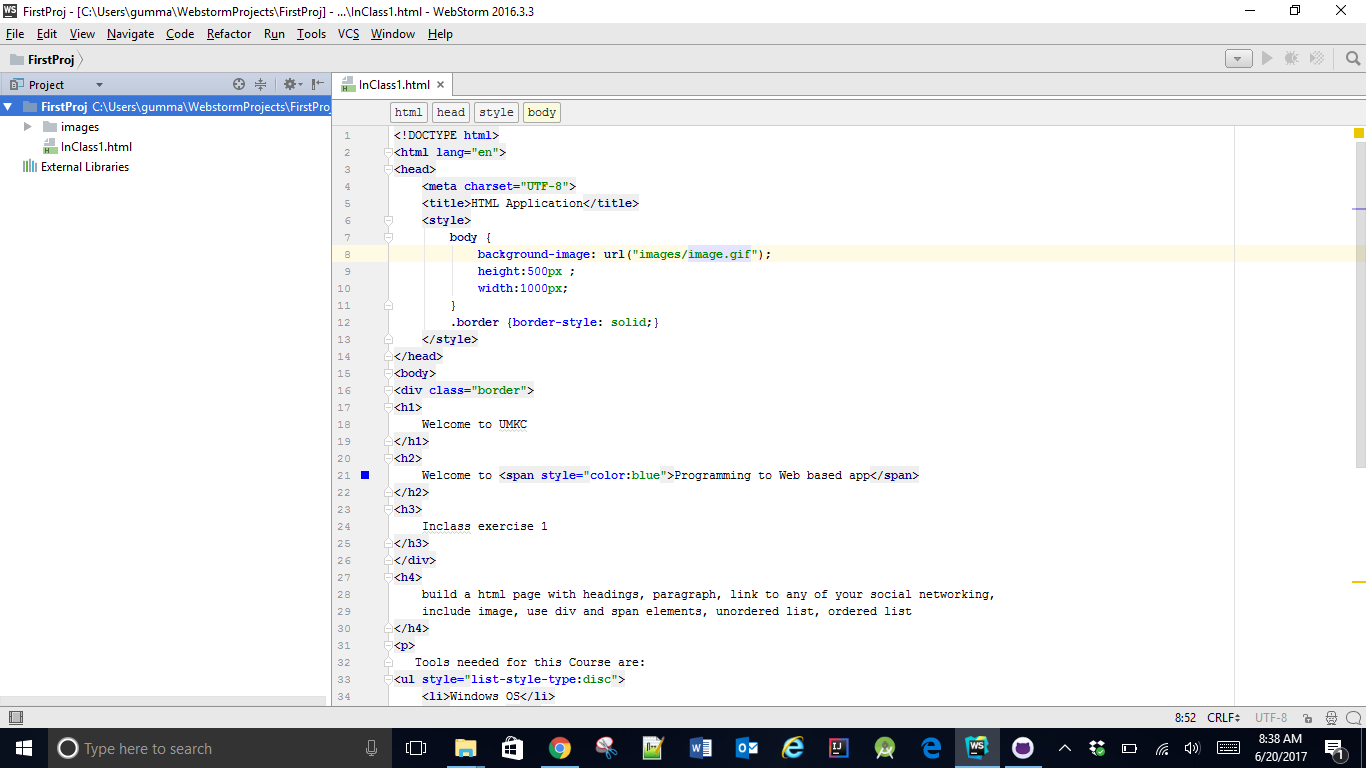 FirstProj - [C:\Users\gumma\WebstormProjects\FirstProj] - ...\InClass1.html - WebStorm 2016.3.3
File Edit View Navigate Code Refactor Run Tools VCS Window Help
FirstProj
Project
InClass1.html
FirstProj C:\Users\gumma\WebstormProjects\FirstProj
images
InClass1.html
External Libraries
html head style body
1 <!DOCTYPE html>
2 <html lang="en">
3 <head>
4 <meta charset="UTF-8">
5 <title>HTML Application</title>
6 <style>
7 body {
8 background-image: url("images/image.gif");
9 height:500px ;
10 width:1000px;
11 }
12 .border {border-style: solid;}
13 </style>
14 </head>
15 <body>
16 <div class="border">
17 <h1>
18 Welcome to UMKC
19 </h1>
20 <h2>
21 Welcome to <span style="color:blue">Programming to Web based app</span>
22 </h2>
23 <h3>
24 Inclass exercise 1
25 </h3>
26 </div>
27 <h4>
28 build a html page with headings, paragraph, link to any of your social networking,
29 include image, use div and span elements, unordered list, ordered list
30 </h4>
31 <p>
32 Tools needed for this Course are:
33 <ul style="list-style-type:disc">
34 <li>Windows OS</li>
8:52 CRLF UTF-8
Type here to search
8:38 AM
6/20/2017
1